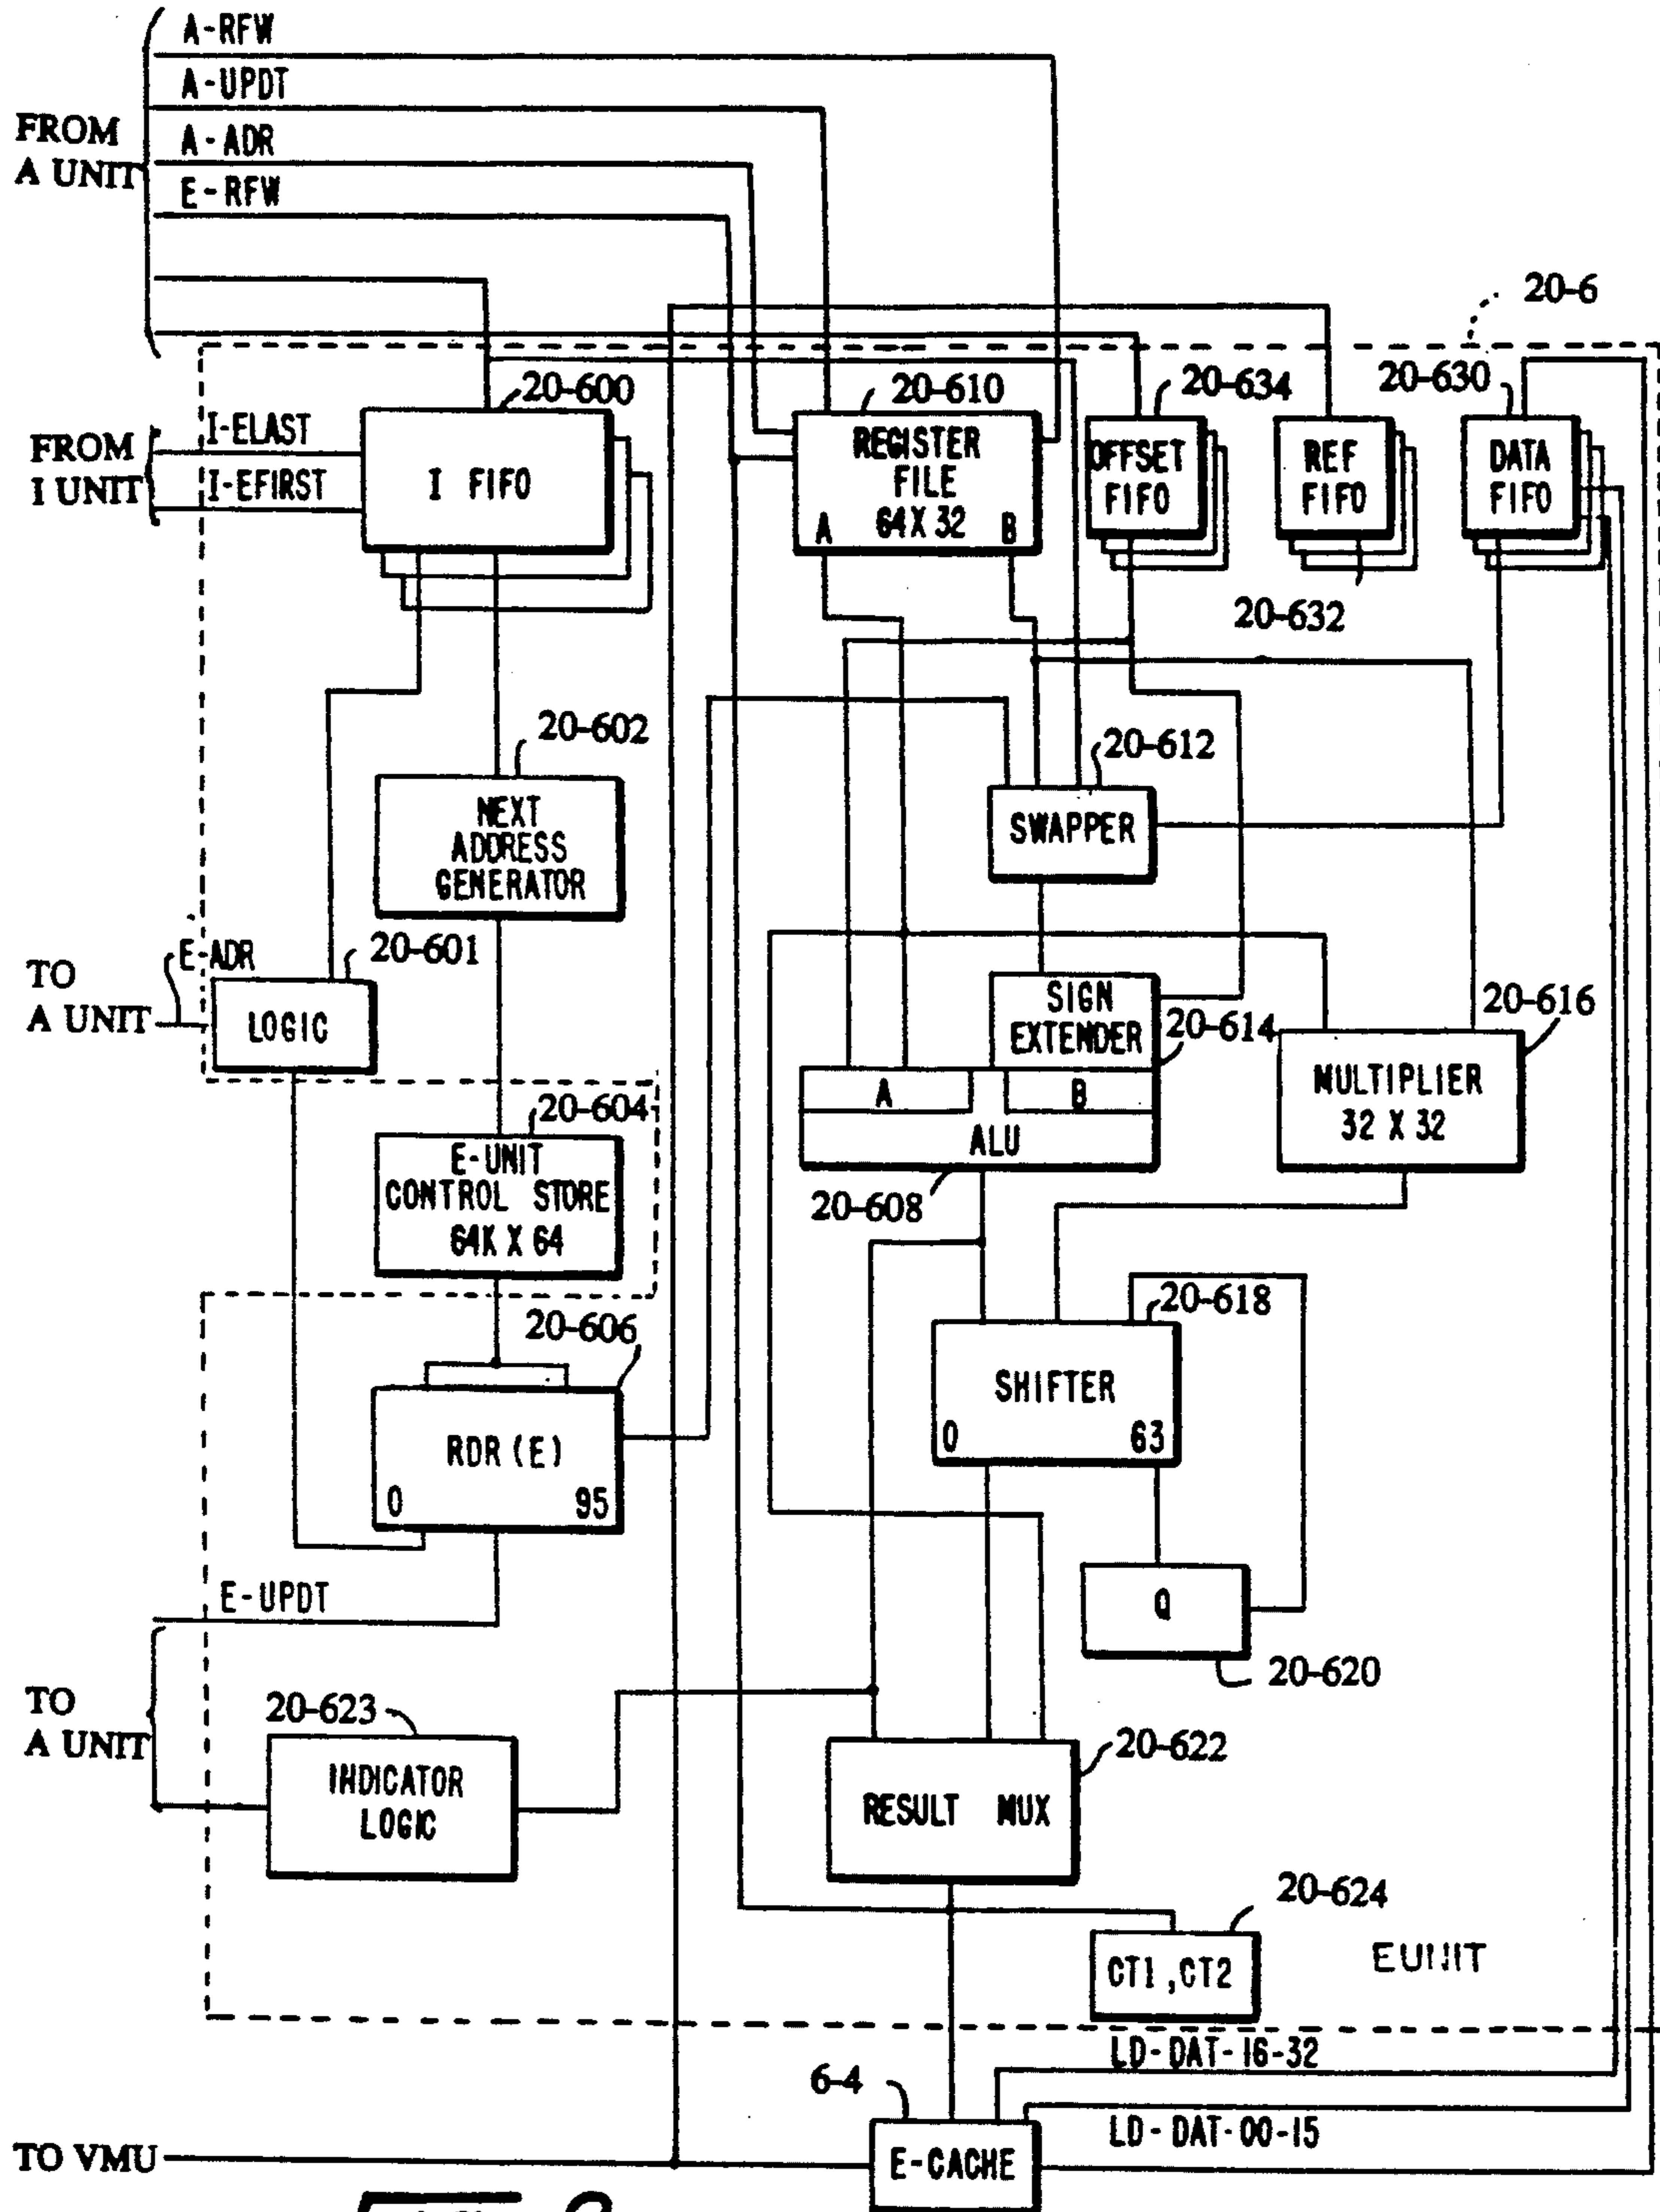 A-RFW
A-UPDT
FROM
A UNIT
A-ADR
E-RFW
20-6
20-600
20-610
20-634
20-630
FROM
I UNIT
I-ELAST
I-EFIRST
I FIFO
REGISTER
FILE
64 X 32
A
B
OFFSET
FIFO
REF
FIFO
DATA
FIFO
20-632
20-602
20-612
NEXT
ADDRESS
GENERATOR
SWAPPER
E-ADR
20-601
TO
A UNIT
LOGIC
SIGN
EXTENDER
20-614
20-616
MULTIPLIER
32 X 32
A
B
ALU
20-604
E-UNIT
CONTROL STORE
64K X 64
20-608
20-618
20-606
SHIFTER
0
63
RDR (E)
0
95
E-UPDT
Q
20-620
TO
A UNIT
20-623
INDICATOR
LOGIC
20-622
RESULT MUX
20-624
CT1, CT2
EUNIT
LD-DAT-16-32
6-4
LD-DAT-00-15
TO VMU
E-CACHE